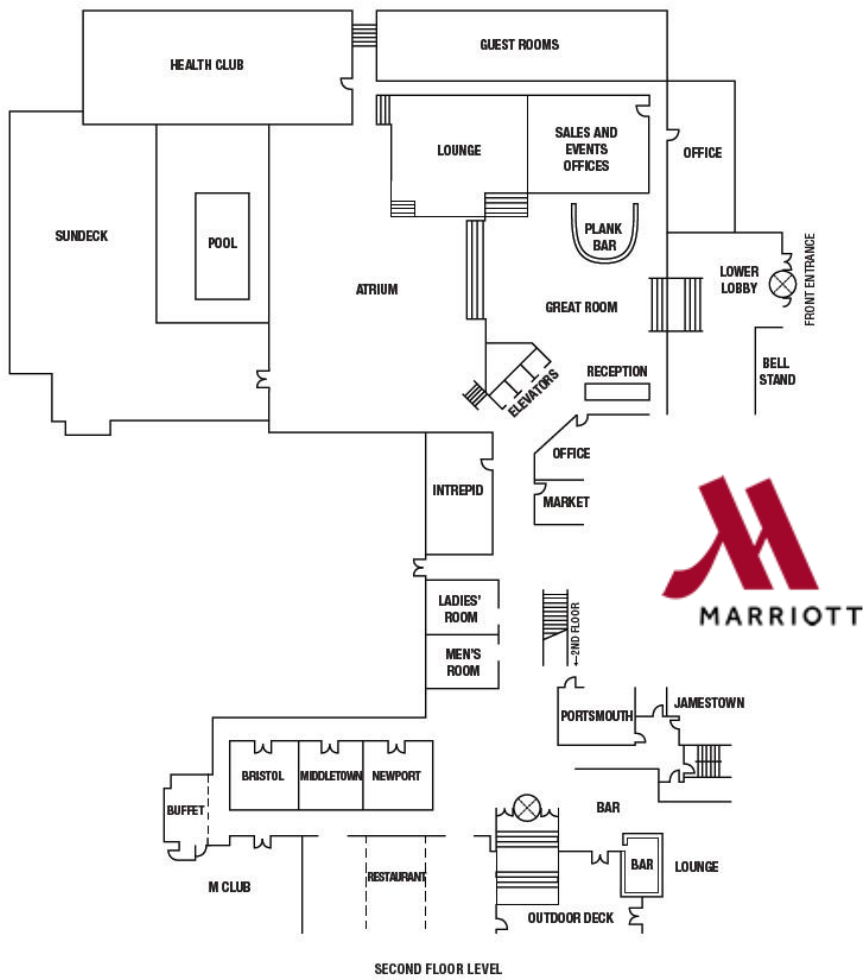 GUEST ROOMS
HEALTH CLUB
SALES AND
EVENTS
OFFICES
LOUNGE
OFFICE
SUNDECK
POOL
PLANK
BAR
ATRIUM
LOWER
LOBBY
FRONT ENTRANCE
GREAT ROOM
RECEPTION
BELL
STAND
ELEVATORS
OFFICE
INTREPID
MARKET
LADIES'
ROOM
MEN'S
ROOM
←2ND FLOOR
MARRIOTT
PORTSMOUTH
JAMESTOWN
BRISTOL
MIDDLETOWN
NEWPORT
BUFFET
BAR
M CLUB
RESTAURANT
BAR
LOUNGE
OUTDOOR DECK
SECOND FLOOR LEVEL